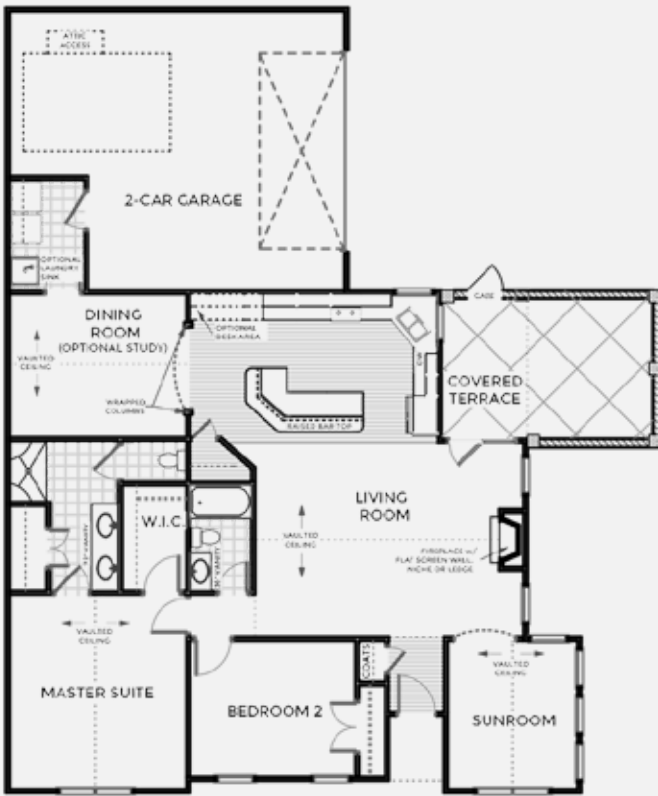 ATTIC
ACCESS
2-CAR GARAGE
OPTIONAL
LAUNDRY
SINK
DINING
ROOM
(OPTIONAL STUDY)
VAULTED
CEILING
WRAPPED
COLUMNS
OPTIONAL
DESK AREA
RAISED BAR TOP
COVERED
TERRACE
W.I.C.
LIVING
ROOM
VAULTED
CEILING
FIREPLACE w/
FLAT SCREEN WALL,
NICHE OR LEDGE
VAULTED
CEILING
MASTER SUITE
BEDROOM 2
COATS
VAULTED
CEILING
SUNROOM